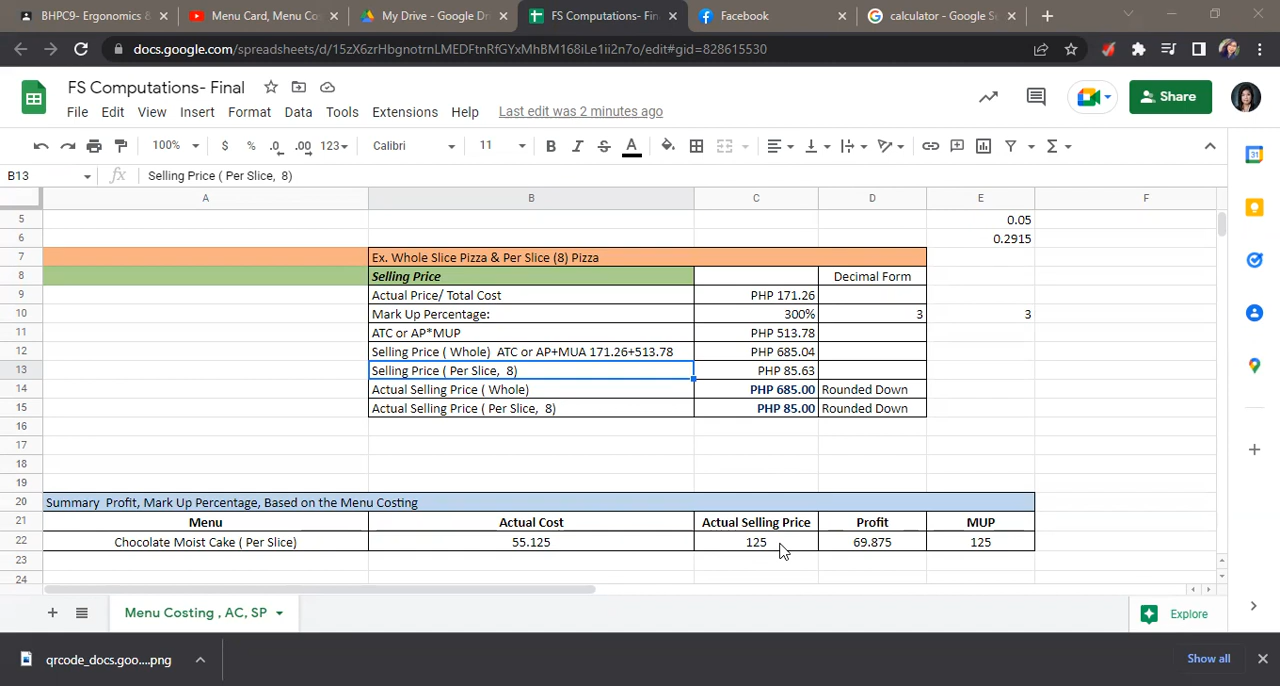 BHPC9- Ergonomics &
Menu Card, Menu Co
My Drive - Google Dri
FS Computations- Fin
Facebook
calculator - Google Se
docs.google.com/spreadsheets/d/15zX6zrHbgnotrnLMEDFtnRfGYxMhBM168iLe1ii2n7o/edit#gid=828615530
FS Computations- Final
File Edit View Insert Format Data Tools Extensions Help Last edit was 2 minutes ago
Share
100% $ % .0 .00 123 Calibri 11 B I S A
B13 fx Selling Price ( Per Slice, 8)
A B C D E F
5 0.05
6 0.2915
7 Ex. Whole Slice Pizza & Per Slice (8) Pizza
8 Selling Price Decimal Form
9 Actual Price/ Total Cost PHP 171.26
10 Mark Up Percentage: 300% 3 3
11 ATC or AP*MUP PHP 513.78
12 Selling Price ( Whole) ATC or AP+MUA 171.26+513.78 PHP 685.04
13 Selling Price ( Per Slice, 8) PHP 85.63
14 Actual Selling Price ( Whole) PHP 685.00 Rounded Down
15 Actual Selling Price ( Per Slice, 8) PHP 85.00 Rounded Down
16
17
18
19
20 Summary Profit, Mark Up Percentage, Based on the Menu Costing
21 Menu Actual Cost Actual Selling Price Profit MUP
22 Chocolate Moist Cake ( Per Slice) 55.125 125 69.875 125
23
24
Menu Costing , AC, SP
Explore
qrcode_docs.goo....png
Show all
31